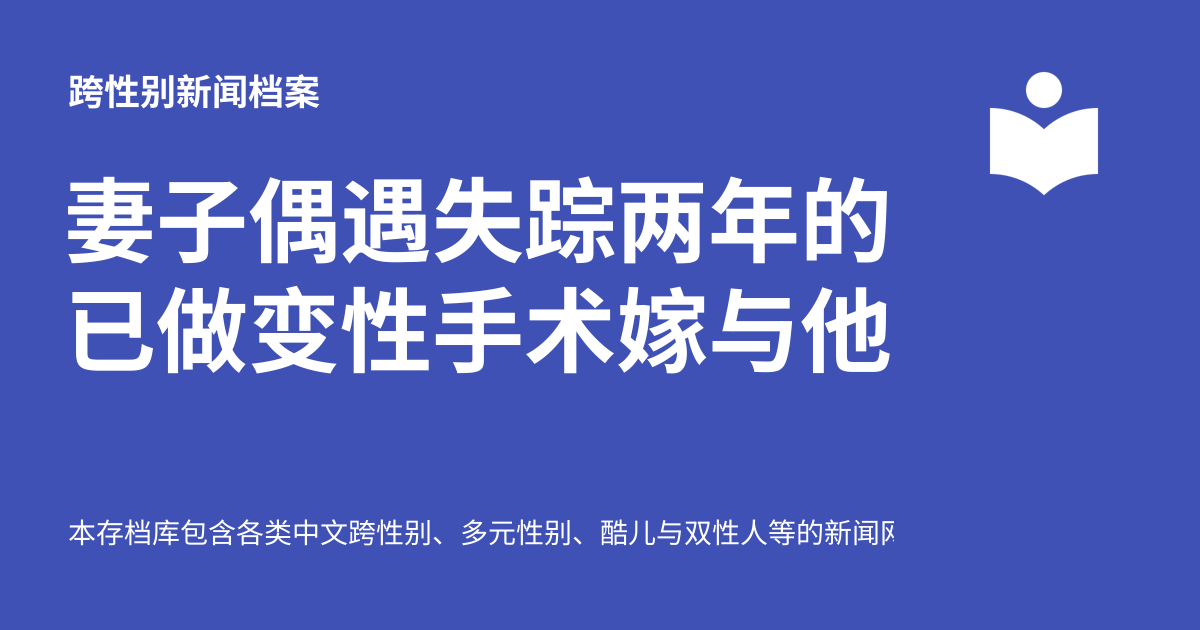 跨性别新闻档案
妻子偶遇失踪两年的
已做变性手术嫁与他
本存档库包含各类中文跨性别、多元性别、酷儿与双性人等的新闻